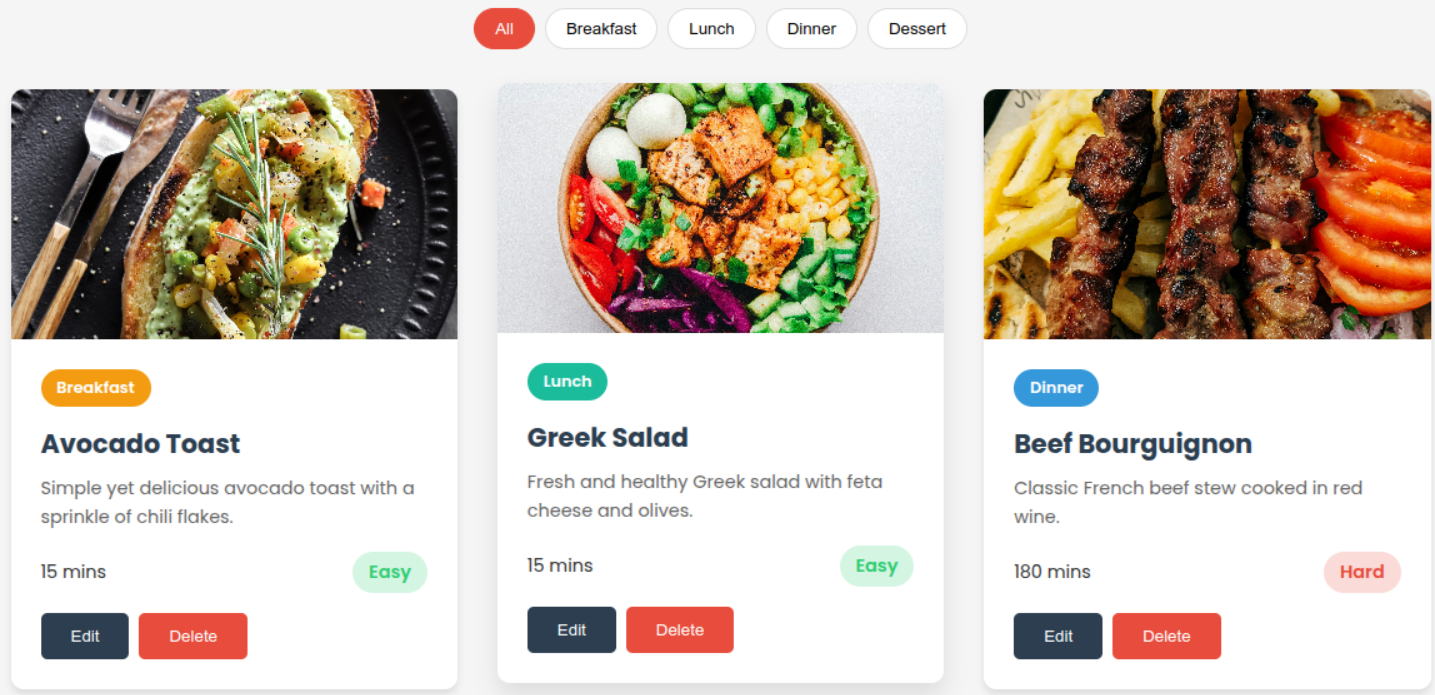 All
Breakfast
Lunch
Dinner
Dessert
Breakfast
Avocado Toast
Simple yet delicious avocado toast with a
sprinkle of chili flakes.
15 mins
Easy
Edit
Delete
Lunch
Greek Salad
Fresh and healthy Greek salad with feta
cheese and olives.
15 mins
Easy
Edit
Delete
Dinner
Beef Bourguignon
Classic French beef stew cooked in red
wine.
180 mins
Hard
Edit
Delete